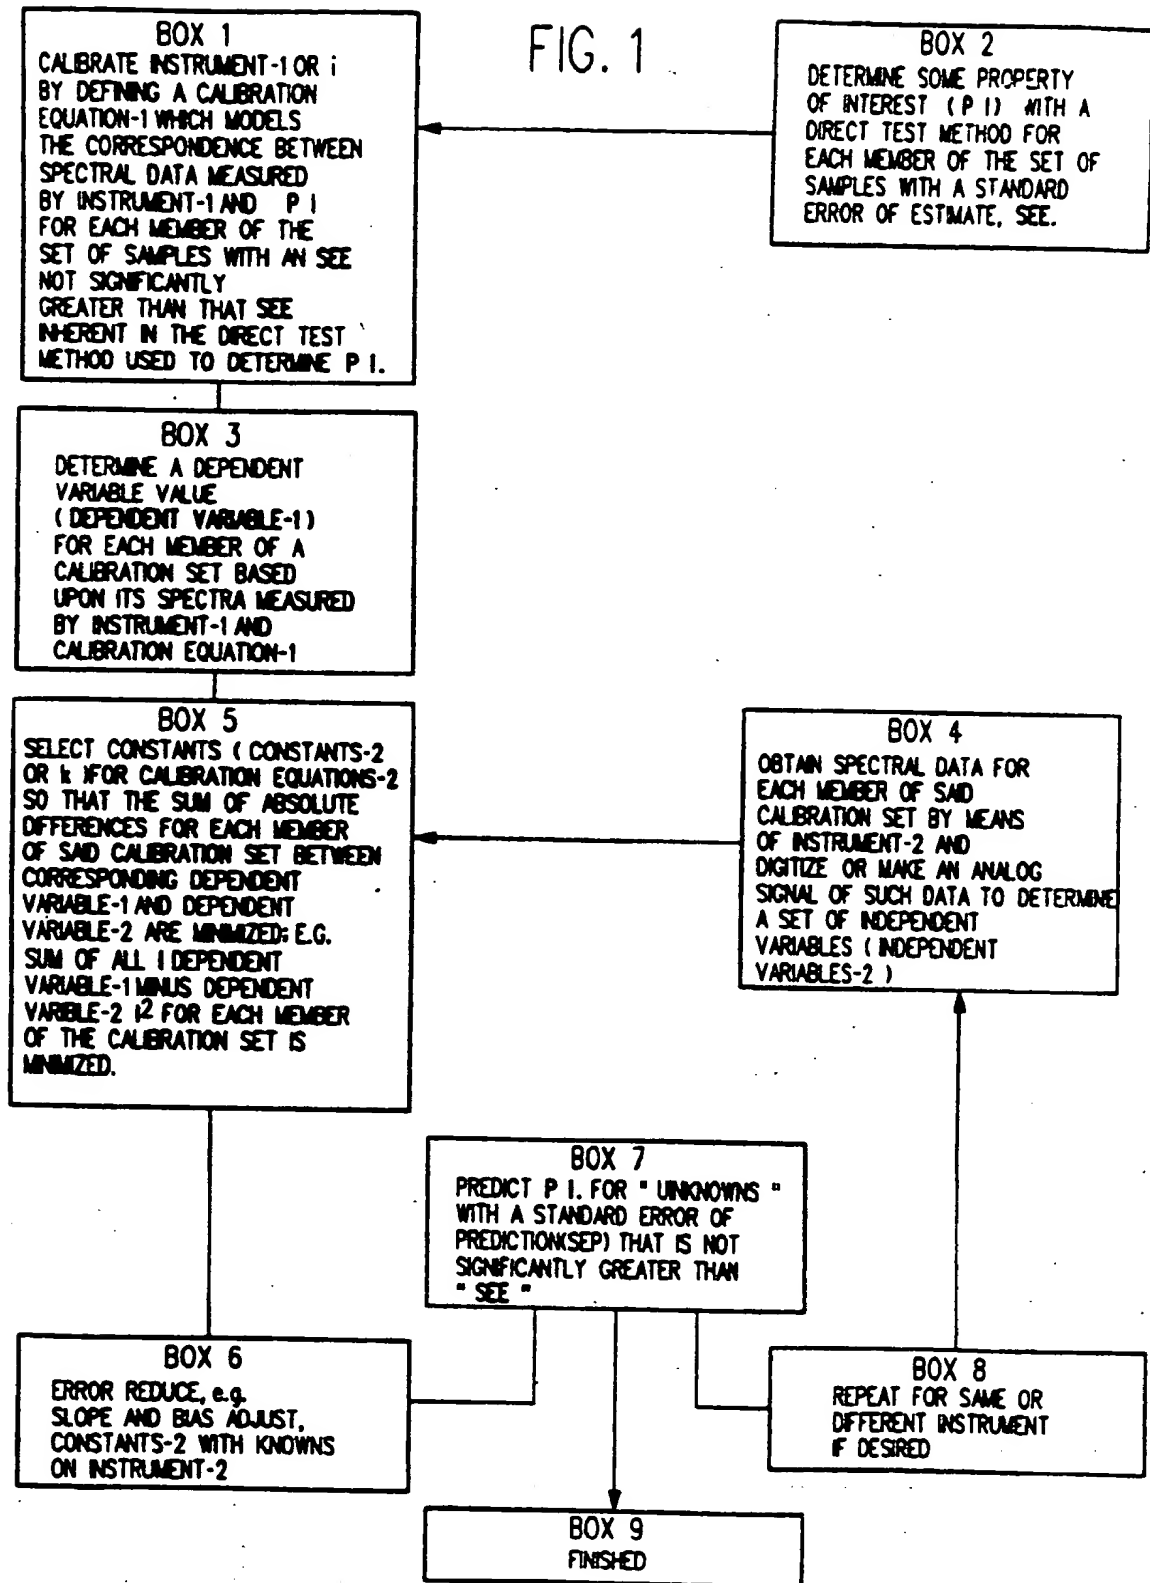 FIG. 1
BOX 1
CALIBRATE INSTRUMENT-1 OR i
BY DEFINING A CALIBRATION
EQUATION-1 WHICH MODELS
THE CORRESPONDENCE BETWEEN
SPECTRAL DATA MEASURED
BY INSTRUMENT-1 AND P I
FOR EACH MEMBER OF THE
SET OF SAMPLES WITH AN SEE
NOT SIGNIFICANTLY
GREATER THAN THAT SEE
INHERENT IN THE DIRECT TEST
METHOD USED TO DETERMINE P I.
BOX 2
DETERMINE SOME PROPERTY
OF INTEREST (P I) WITH A
DIRECT TEST METHOD FOR
EACH MEMBER OF THE SET OF
SAMPLES WITH A STANDARD
ERROR OF ESTIMATE, SEE.
BOX 3
DETERMINE A DEPENDENT
VARIABLE VALUE
(DEPENDENT VARIABLE-1)
FOR EACH MEMBER OF A
CALIBRATION SET BASED
UPON ITS SPECTRA MEASURED
BY INSTRUMENT-1 AND
CALIBRATION EQUATION-1
BOX 5
SELECT CONSTANTS ( CONSTANTS-2
OR k )FOR CALIBRATION EQUATIONS-2
SO THAT THE SUM OF ABSOLUTE
DIFFERENCES FOR EACH MEMBER
OF SAID CALIBRATION SET BETWEEN
CORRESPONDING DEPENDENT
VARIABLE-1 AND DEPENDENT
VARIABLE-2 ARE MINIMIZED; E.G.
SUM OF ALL | DEPENDENT
VARIABLE-1 MINUS DEPENDENT
VARIBLE-2 |² FOR EACH MEMBER
OF THE CALIBRATION SET IS
MINIMIZED.
BOX 4
OBTAIN SPECTRAL DATA FOR
EACH MEMBER OF SAID
CALIBRATION SET BY MEANS
OF INSTRUMENT-2 AND
DIGITIZE OR MAKE AN ANALOG
SIGNAL OF SUCH DATA TO DETERMINE
A SET OF INDEPENDENT
VARIABLES ( INDEPENDENT
VARIABLES-2 )
BOX 7
PREDICT P I. FOR " UNKNOWNS "
WITH A STANDARD ERROR OF
PREDICTION(SEP) THAT IS NOT
SIGNIFICANTLY GREATER THAN
" SEE "
BOX 6
ERROR REDUCE, e.g.
SLOPE AND BIAS ADJUST,
CONSTANTS-2 WITH KNOWNS
ON INSTRUMENT-2
BOX 8
REPEAT FOR SAME OR
DIFFERENT INSTRUMENT
IF DESIRED
BOX 9
FINISHED